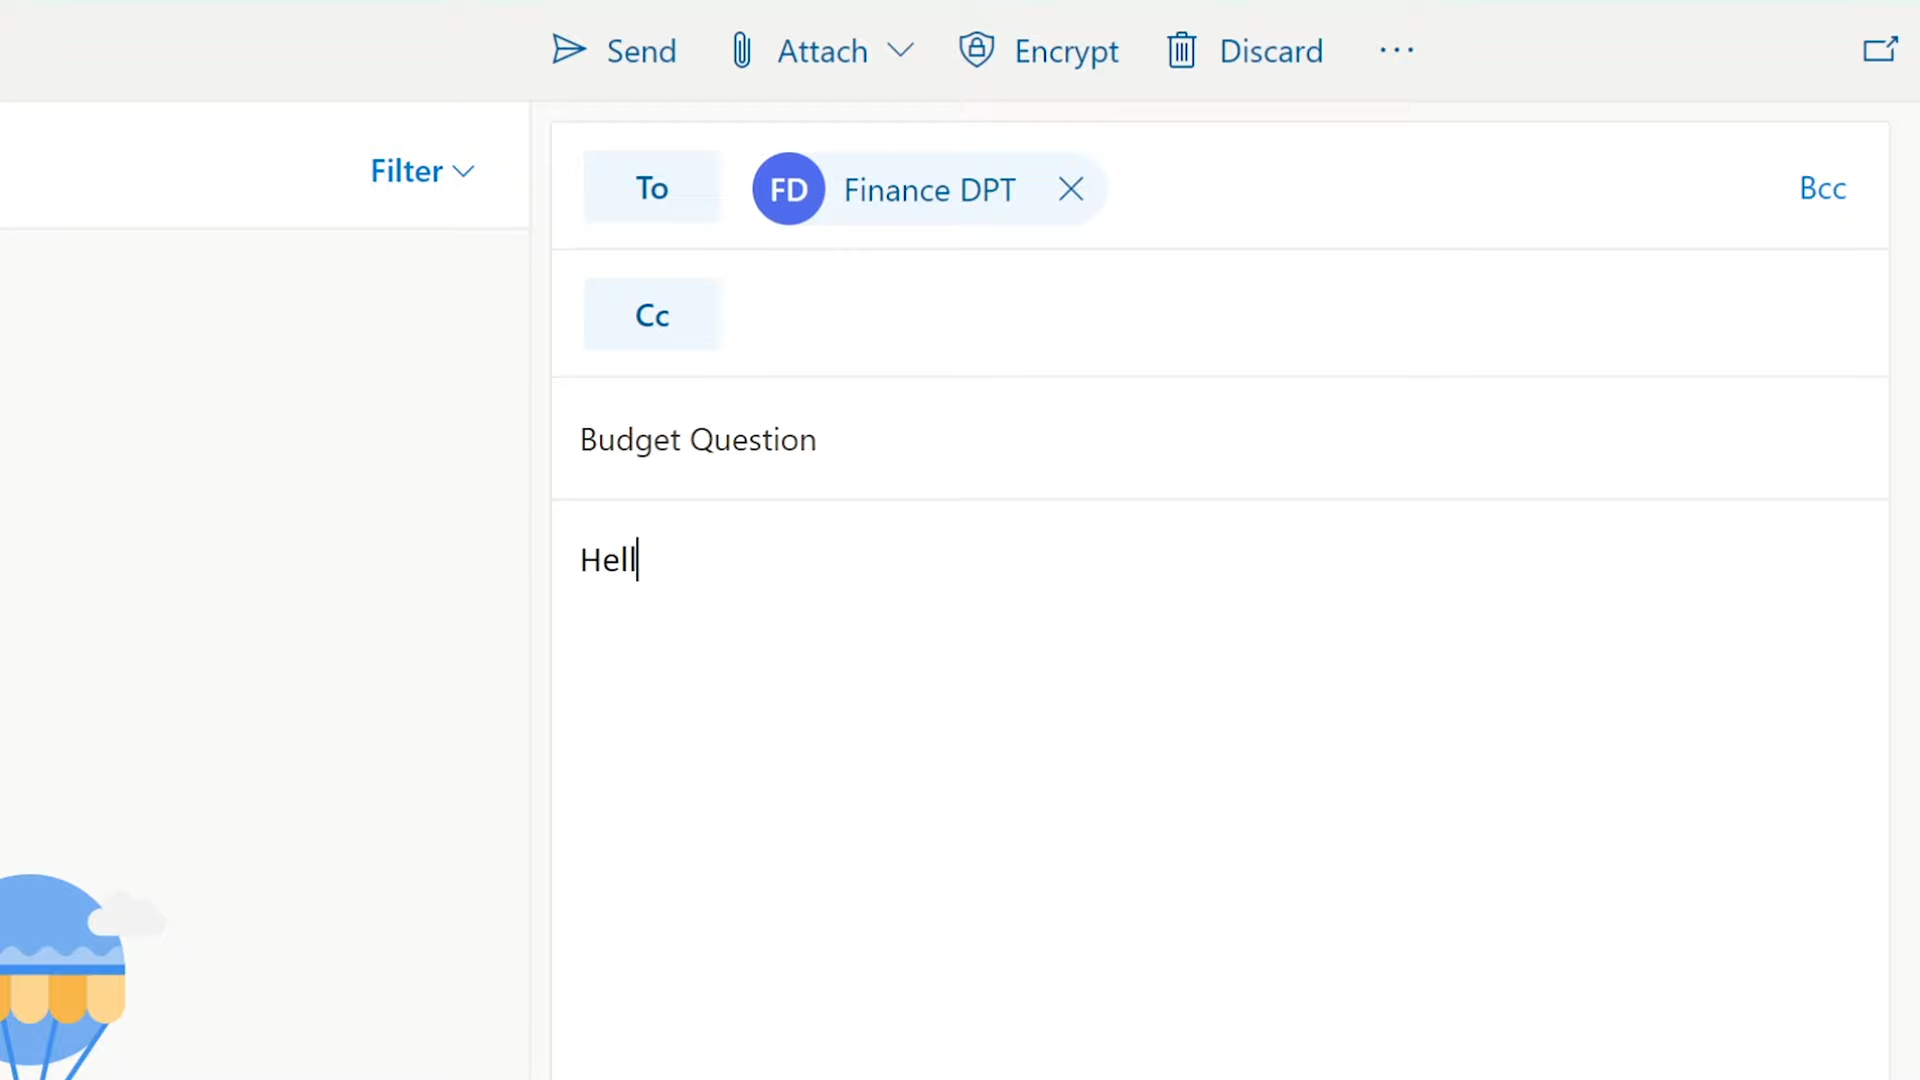 Send Attach Encrypt Discard ...
Filter
To FD Finance DPT Bcc
Cc
Budget Question
Hell